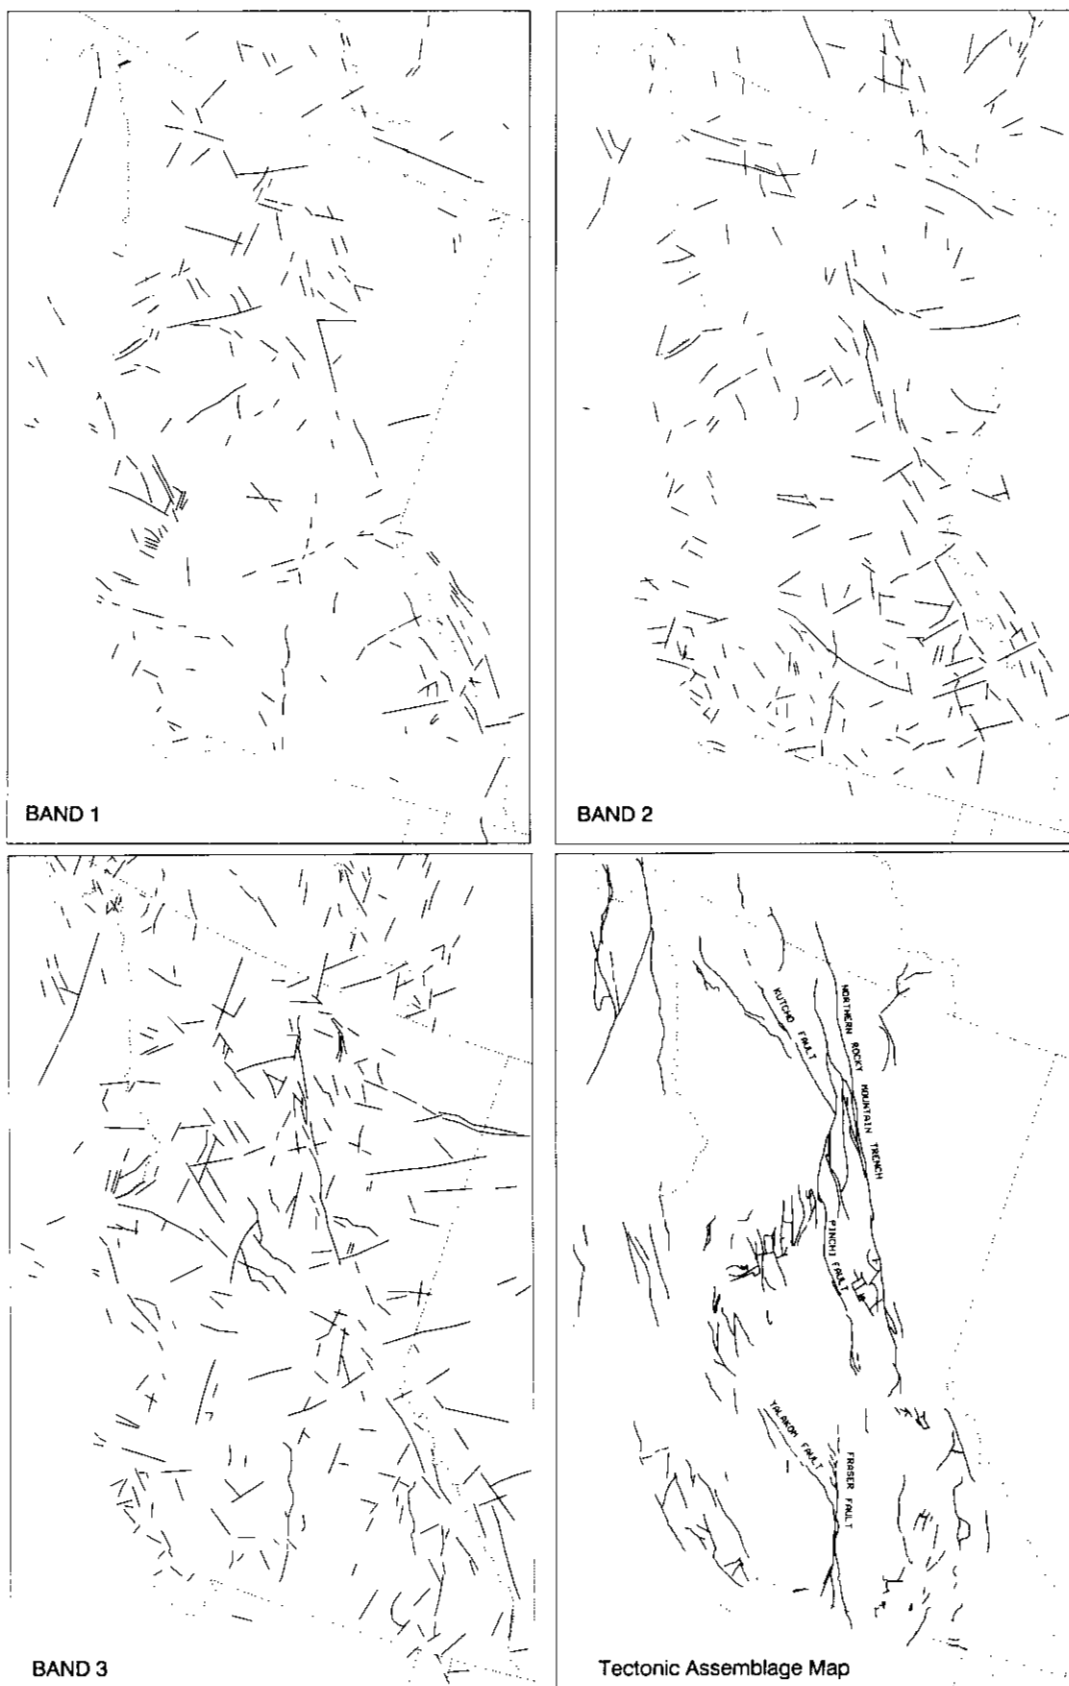 BAND 1
BAND 2
BAND 3
KUTCHO FAULT
NORTHERN ROCKY MOUNTAIN TRENCH
PINCHI FAULT
YALAKOM FAULT
FRASER FAULT
Tectonic Assemblage Map